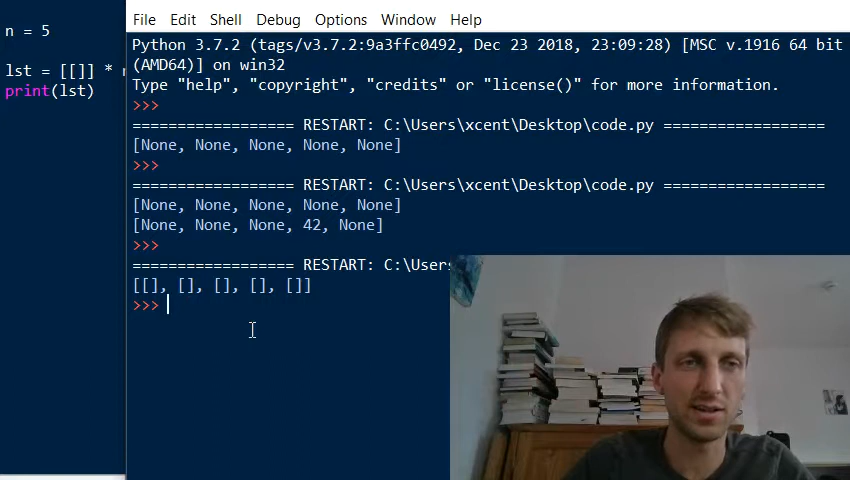 n = 5
lst = [[]] * n
print(lst)
File Edit Shell Debug Options Window Help
Python 3.7.2 (tags/v3.7.2:9a3ffc0492, Dec 23 2018, 23:09:28) [MSC v.1916 64 bit
(AMD64)] on win32
Type "help", "copyright", "credits" or "license()" for more information.
>>>
================== RESTART: C:\Users\xcent\Desktop\code.py ==================
[None, None, None, None, None]
>>>
================== RESTART: C:\Users\xcent\Desktop\code.py ==================
[None, None, None, None, None]
[None, None, None, 42, None]
>>>
================== RESTART: C:\Users
[[], [], [], [], []]
>>>